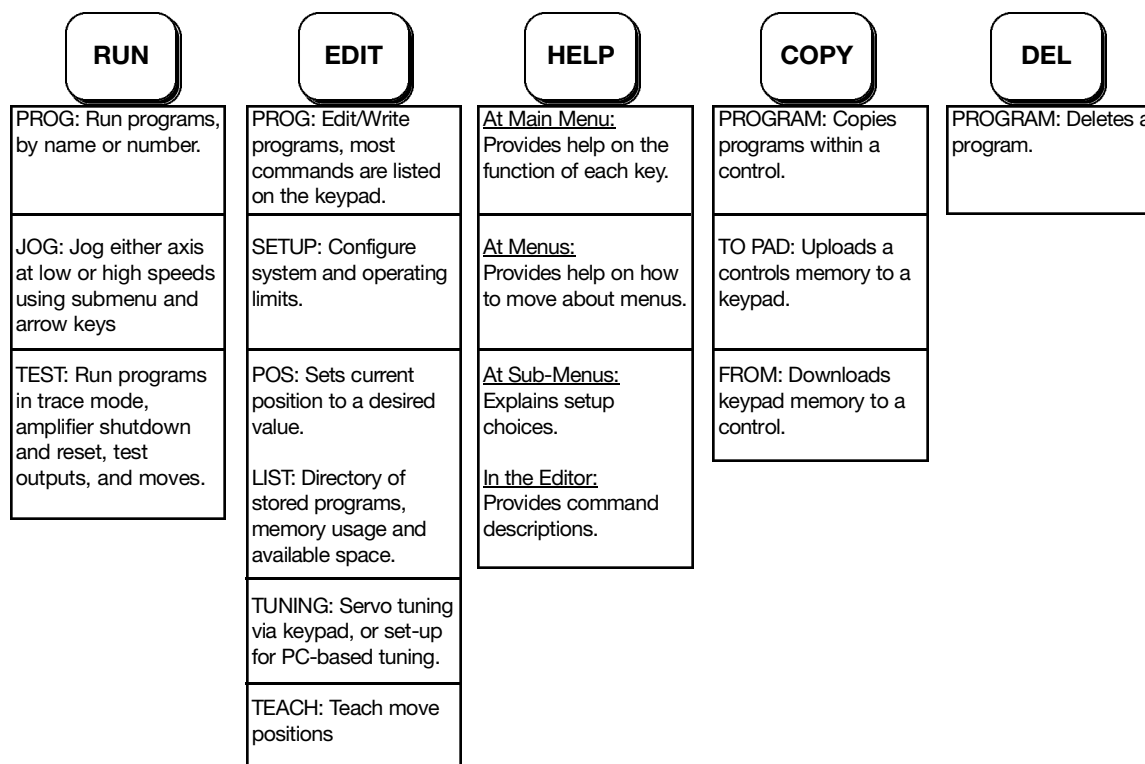 RUN
PROG: Run programs,
by name or number.
JOG: Jog either axis
at low or high speeds
using submenu and
arrow keys
TEST: Run programs
in trace mode,
amplifier shutdown
and reset, test
outputs, and moves.
EDIT
PROG: Edit/Write
programs, most
commands are listed
on the keypad.
SETUP: Configure
system and operating
limits.
POS: Sets current
position to a desired
value.
LIST: Directory of
stored programs,
memory usage and
available space.
TUNING: Servo tuning
via keypad, or set-up
for PC-based tuning.
TEACH: Teach move
positions
HELP
At Main Menu:
Provides help on the
function of each key.
At Menus:
Provides help on how
to move about menus.
At Sub-Menus:
Explains setup
choices.
In the Editor:
Provides command
descriptions.
COPY
PROGRAM: Copies
programs within a
control.
TO PAD: Uploads a
controls memory to a
keypad.
FROM: Downloads
keypad memory to a
control.
DEL
PROGRAM: Deletes a
program.